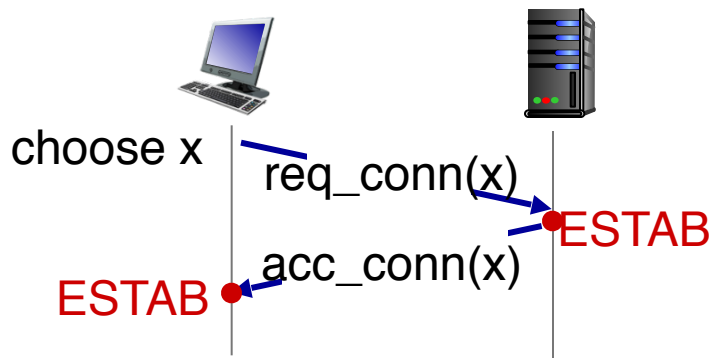 choose x
req_conn(x)
ESTAB
acc_conn(x)
ESTAB